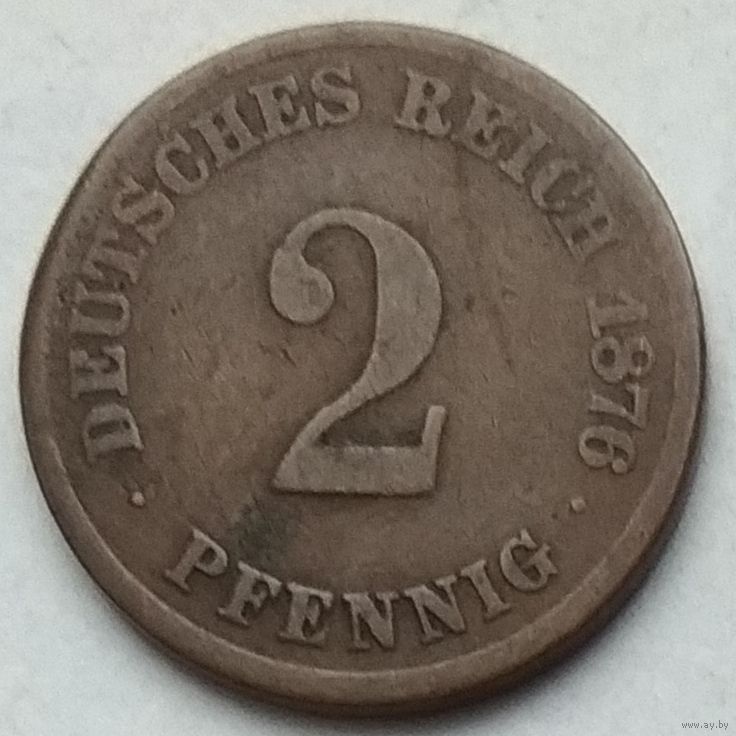 DEUTSCHES REICH 1876
2
· PFENNIG ·
www.ay.by